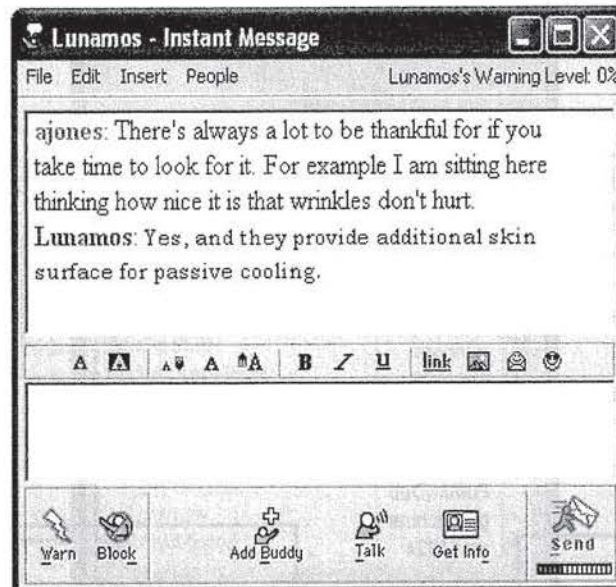 Lunamos - Instant Message
File Edit Insert People Lunamos's Warning Level: 0%
ajones: There's always a lot to be thankful for if you
take time to look for it. For example I am sitting here
thinking how nice it is that wrinkles don't hurt.
Lunamos: Yes, and they provide additional skin
surface for passive cooling.
A A A A A B I U link
Warn Block Add Buddy Talk Get Info Send